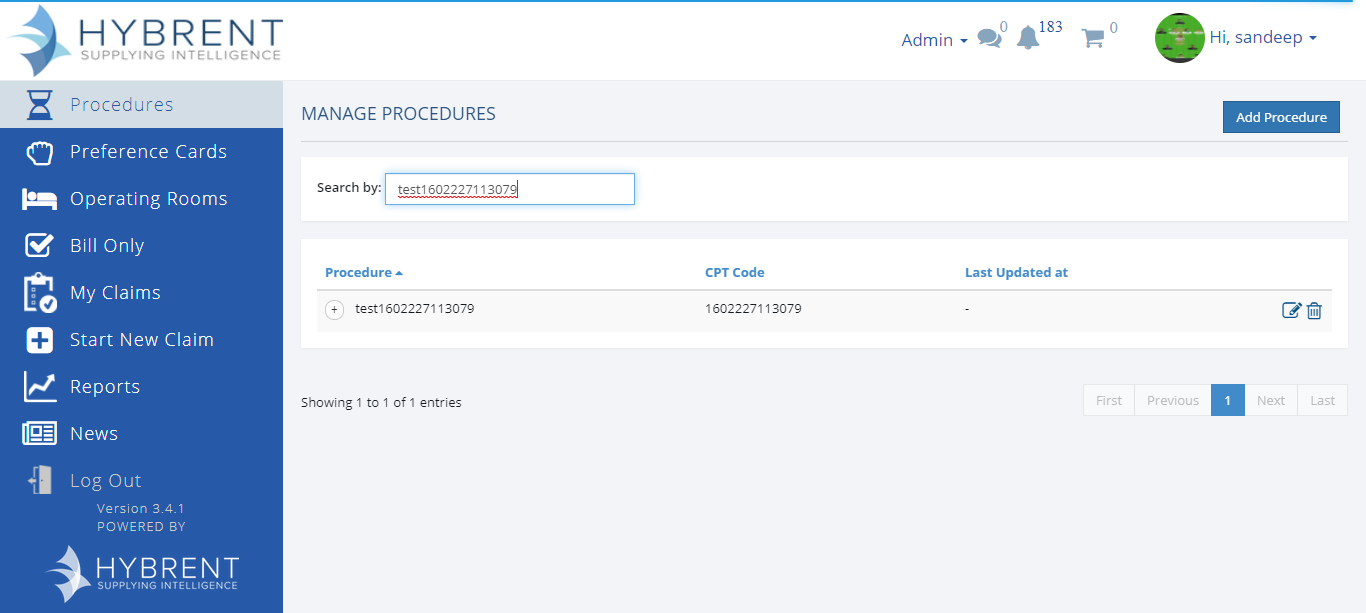 HYBRENT
SUPPLYING INTELLIGENCE
Admin
0
183
0
Hi, sandeep
Procedures
Preference Cards
Operating Rooms
Bill Only
My Claims
Start New Claim
Reports
News
Log Out
Version 3.4.1
POWERED BY
HYBRENT
SUPPLYING INTELLIGENCE
MANAGE PROCEDURES
Add Procedure
Search by: test1602227113079
Procedure CPT Code Last Updated at
+ test1602227113079 1602227113079 -
Showing 1 to 1 of 1 entries
First Previous 1 Next Last